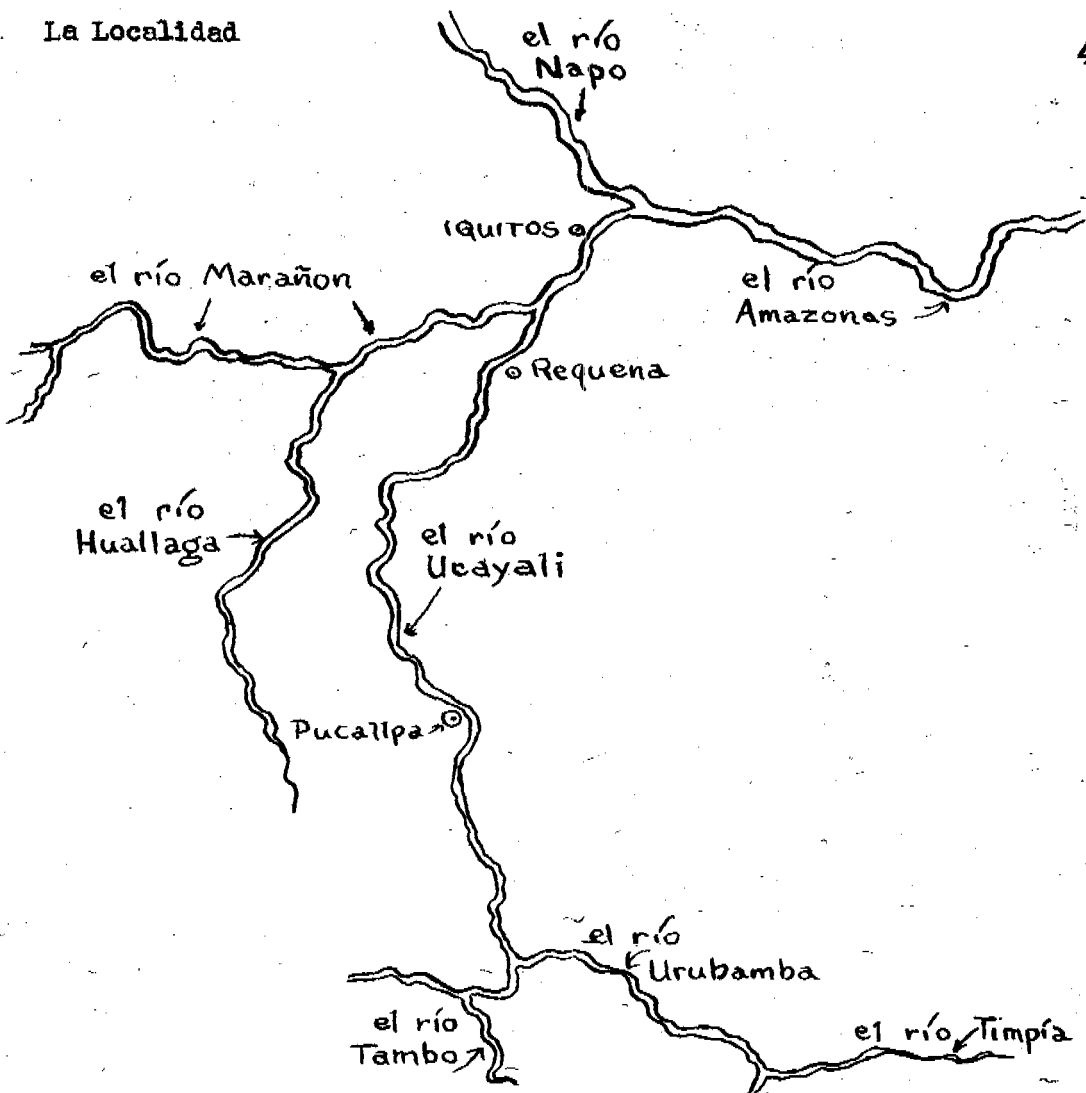 La Localidad
4
el río
Napo
IQUITOS
el río Marañon
el río
Amazonas
Requena
el río
Huallaga
el río
Ucayali
Pucallpa
el río
Urubamba
el río
Tambo
el río Timpía